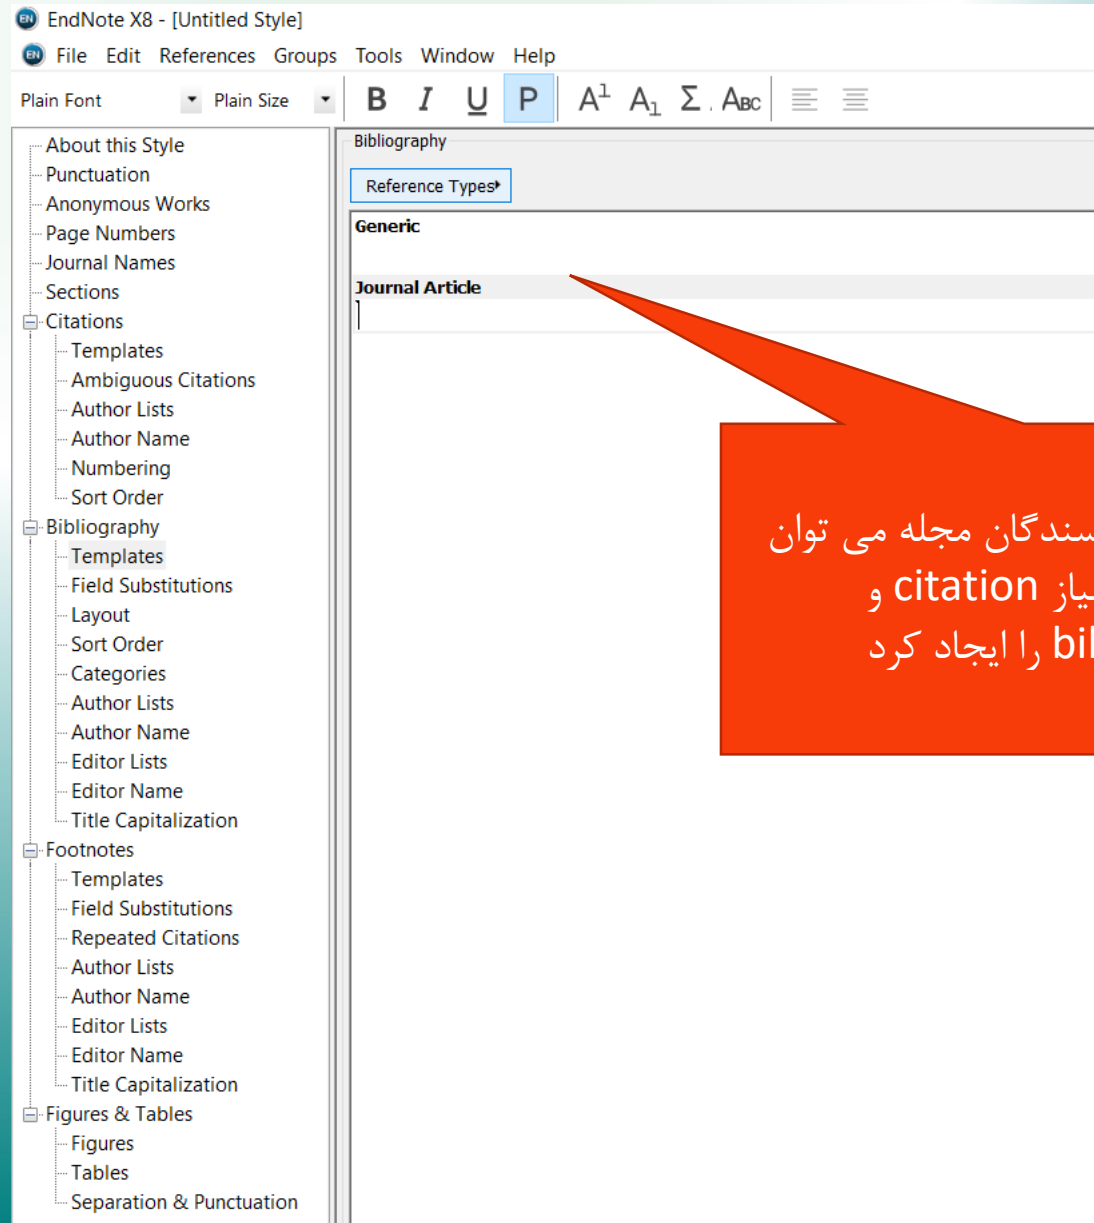 EndNote X8 - [Untitled Style]
File Edit References Groups Tools Window Help
Plain Font Plain Size B I U P A¹ A₁ Σ ABC
About this Style
Punctuation
Anonymous Works
Page Numbers
Journal Names
Sections
Citations
Templates
Ambiguous Citations
Author Lists
Author Name
Numbering
Sort Order
Bibliography
Templates
Field Substitutions
Layout
Sort Order
Categories
Author Lists
Author Name
Editor Lists
Editor Name
Title Capitalization
Footnotes
Templates
Field Substitutions
Repeated Citations
Author Lists
Author Name
Editor Lists
Editor Name
Title Capitalization
Figures & Tables
Figures
Tables
Separation & Punctuation
Bibliography
Reference Types
Generic
Journal Article
مجله می توان
citation و
را ایجاد کرد